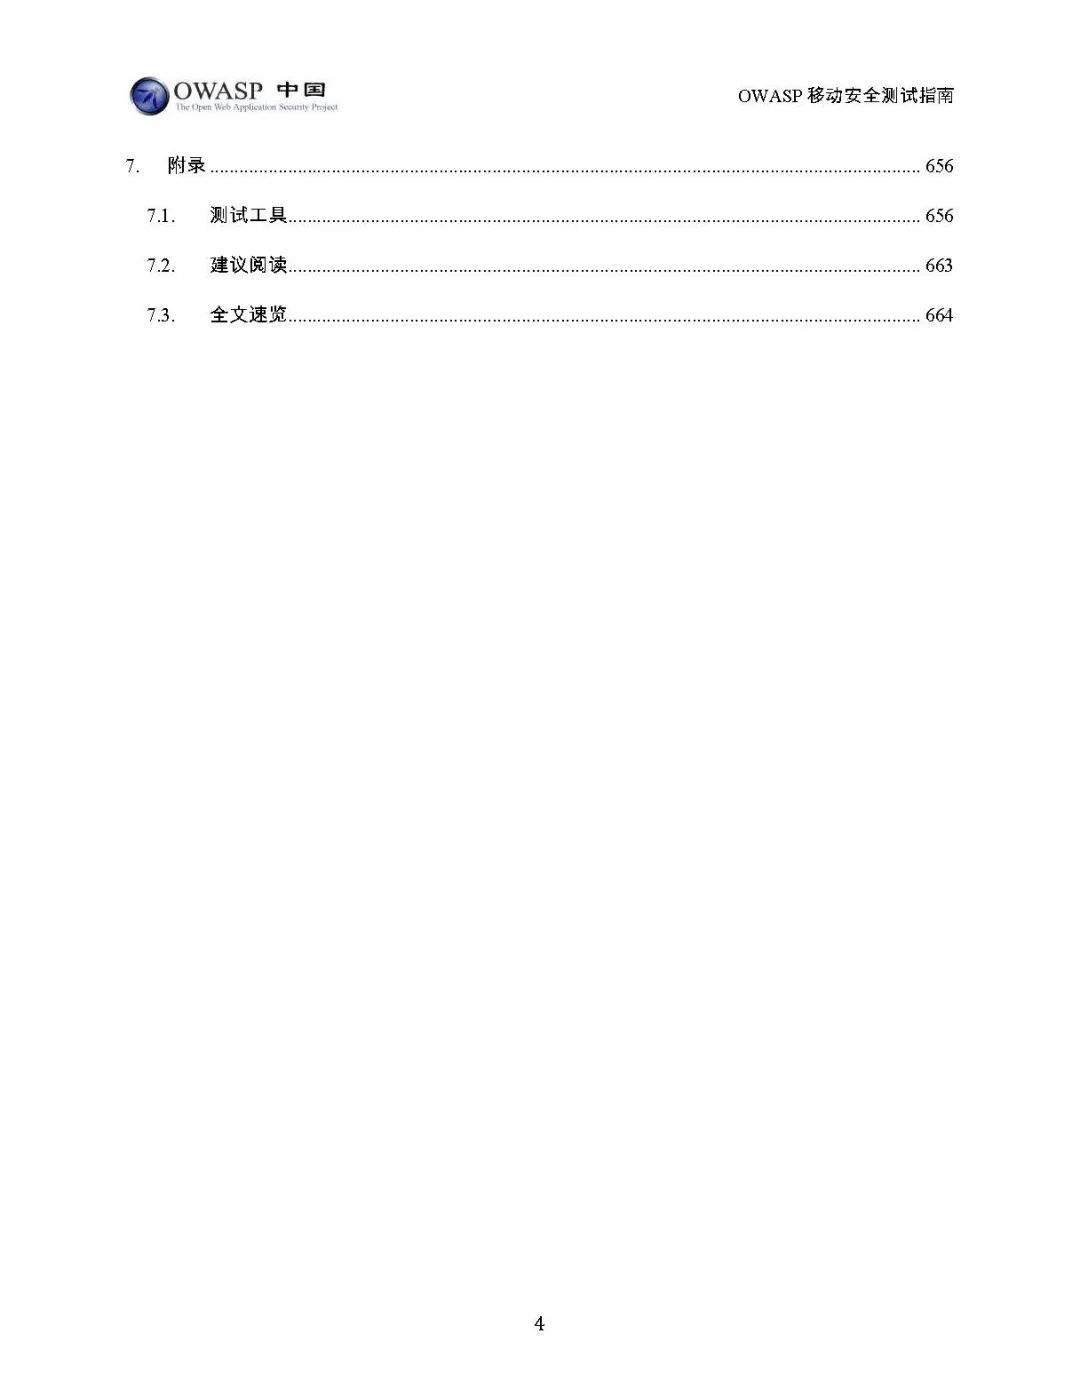 OWASP 中国
The Open Web Application Security Project
OWASP 移动安全测试指南
7. 附录 ........ 656
7.1. 测试工具 ........ 656
7.2. 建议阅读 ........ 663
7.3. 全文速览 ........ 664
4